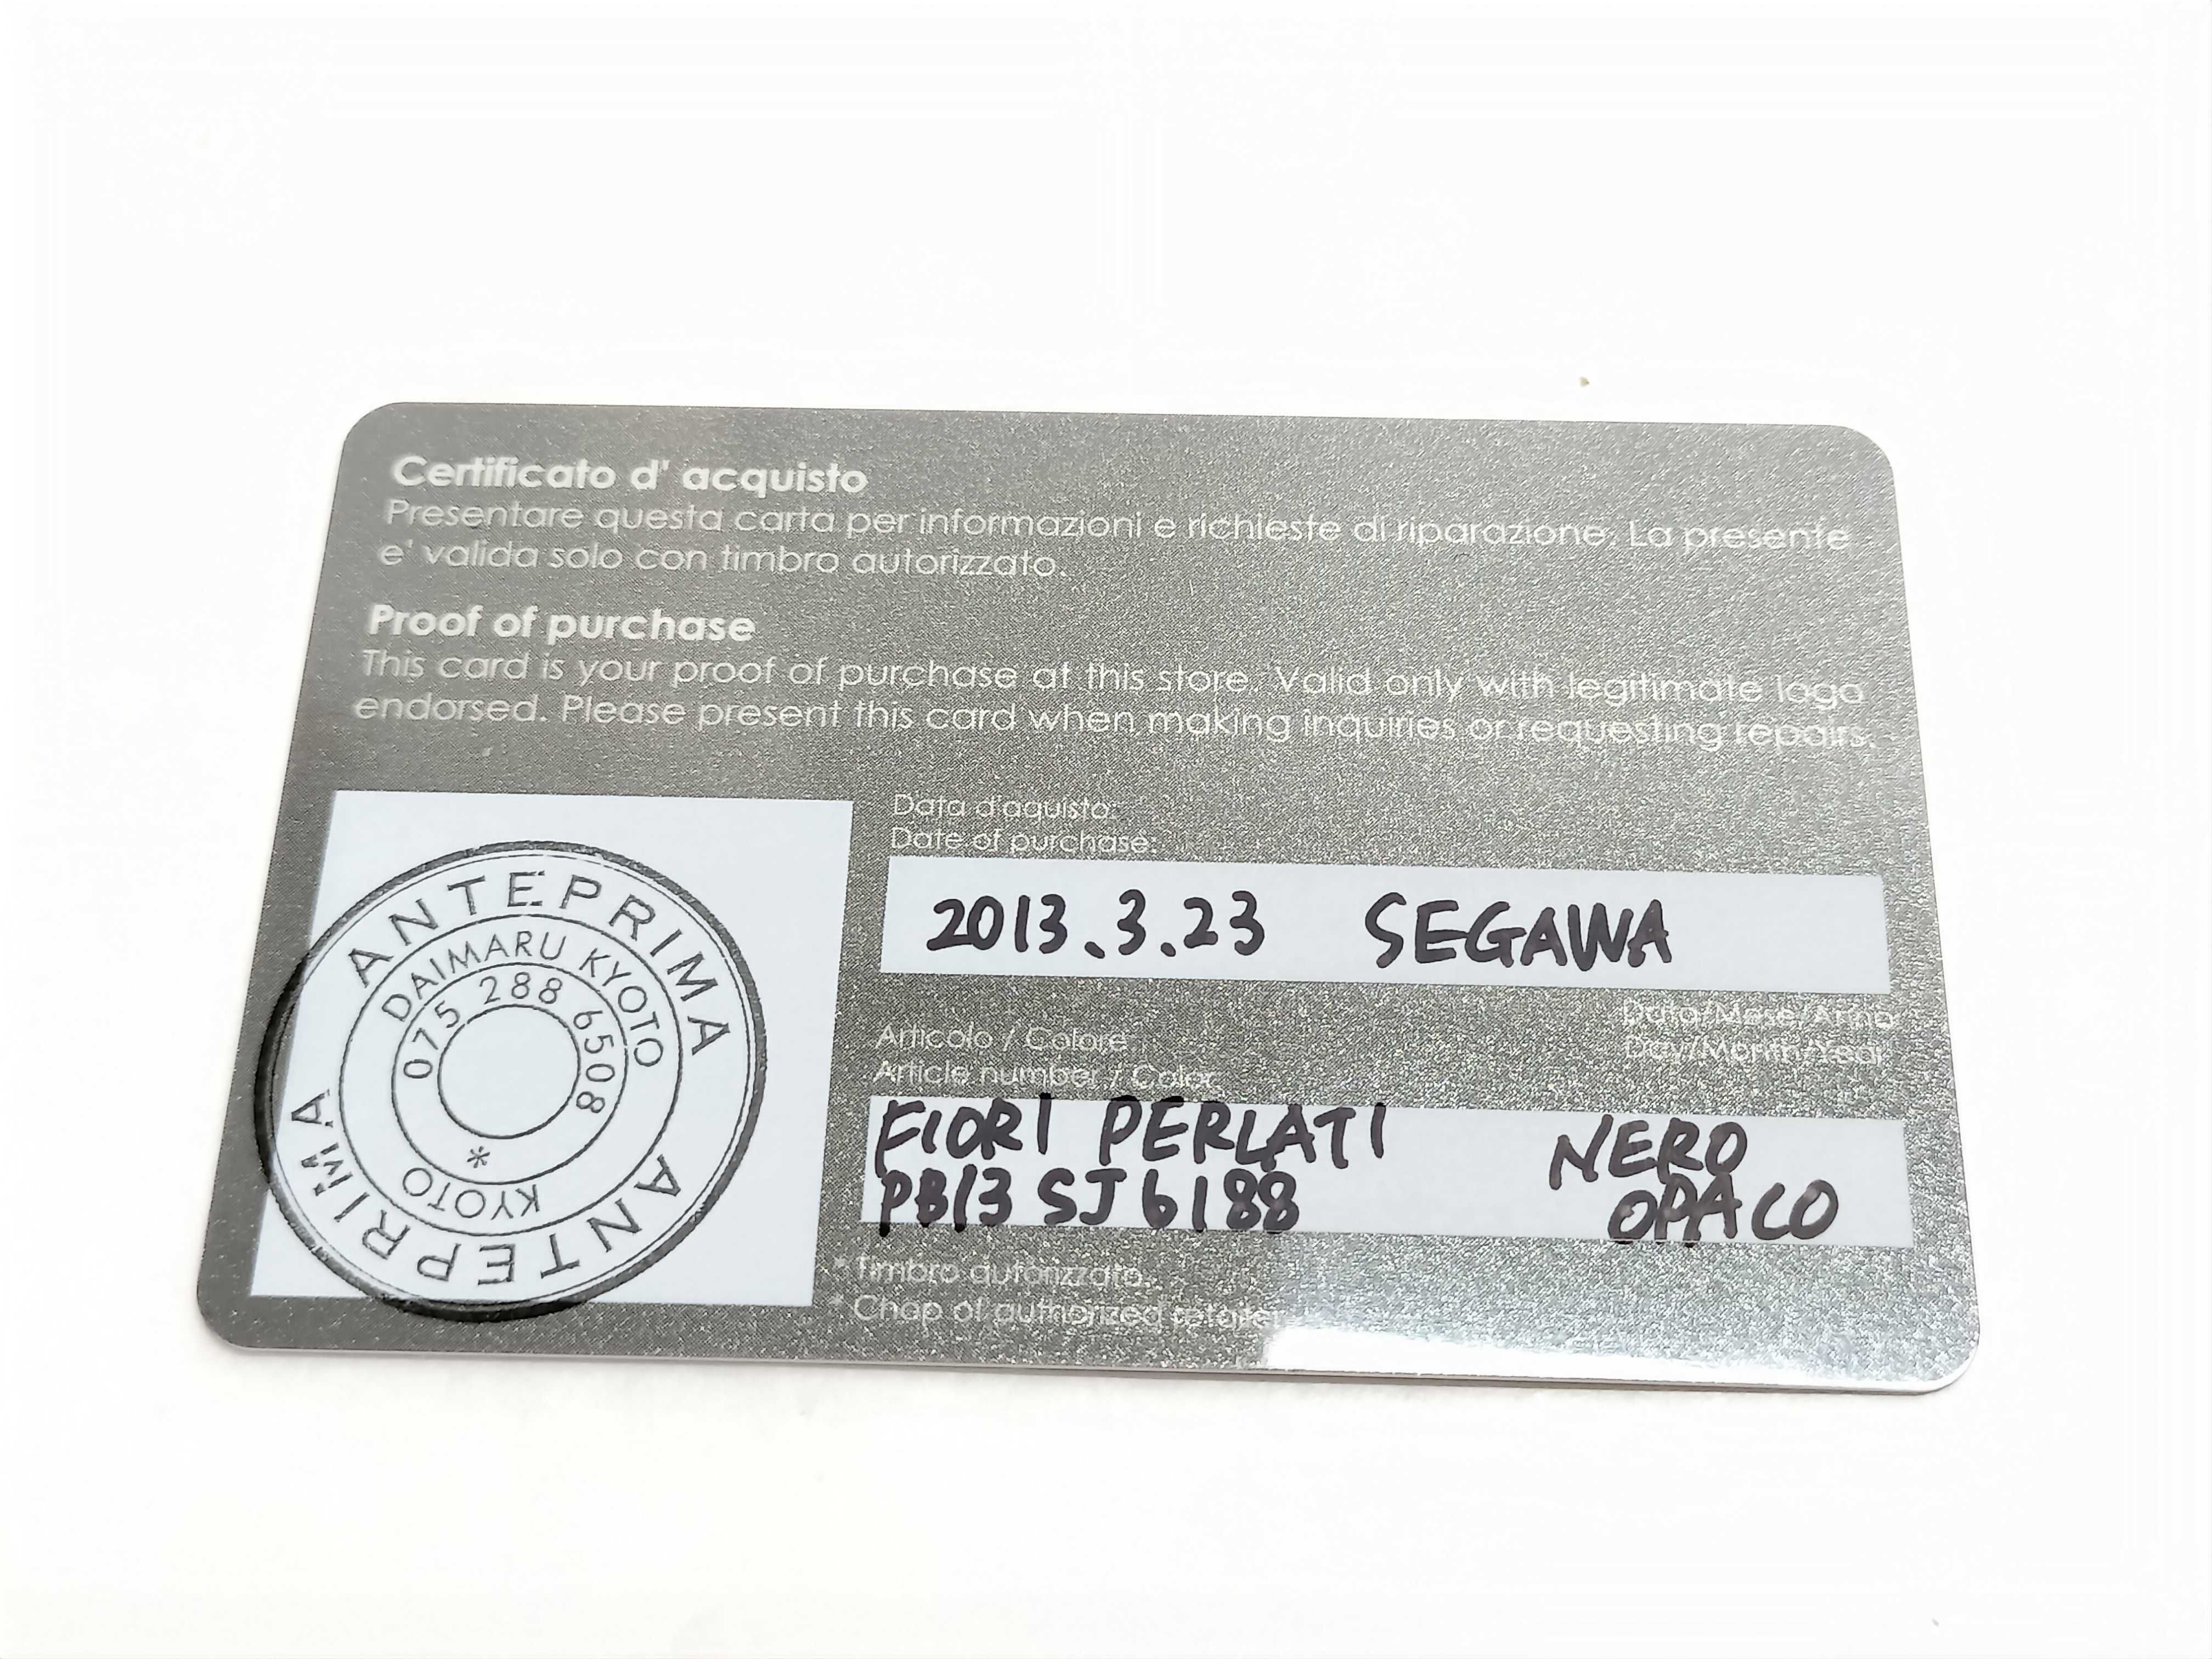 Certificato d' acquisto
Presentare questa carta per informazioni e richieste di riparazione. La presente
e' valida solo con timbro autorizzato.
Proof of purchase
This card is your proof of purchase at this store. Valid only with legitimate logo
endorsed. Please present this card when making inquiries or requesting repairs.
ANTEPRIMA
DAIMARU KYOTO
075 288 6508
*
KYOTO
ANTEPRIMA
Data d'aquisto:
Date of purchase:
2013.3.23 SEGAWA
Data/Mese/Anno
Day/Month/Year
Articolo / Colore
Article number / Color
FIORI PERLATI NERO
PB13 SJ6188 OPACO
* Timbro autorizzato.
* Chop of authorized retailer